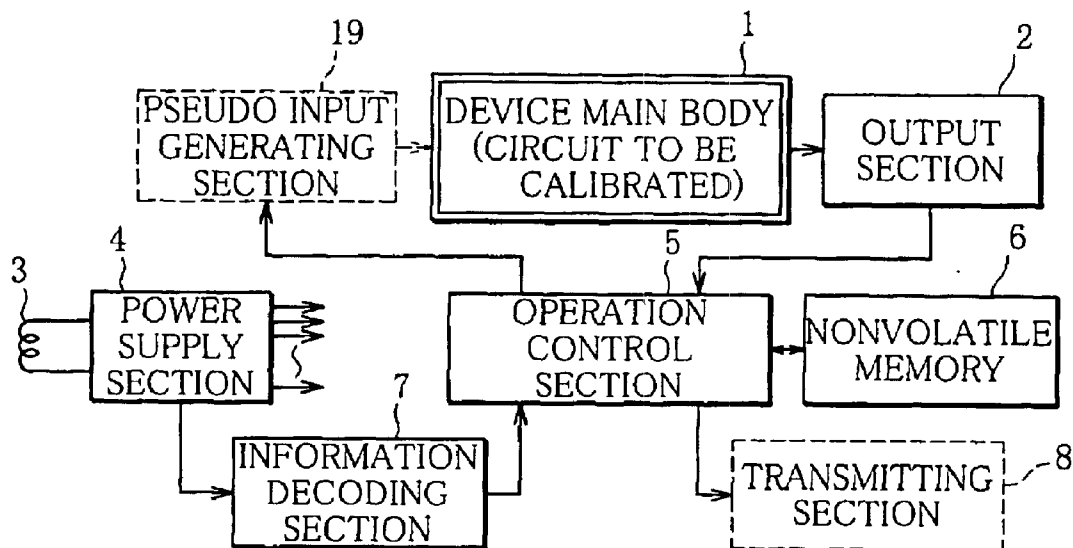 19
PSEUDO INPUT
GENERATING
SECTION
1
DEVICE MAIN BODY
(CIRCUIT TO BE
CALIBRATED)
2
OUTPUT
SECTION
3
4
POWER
SUPPLY
SECTION
5
OPERATION
CONTROL
SECTION
6
NONVOLATILE
MEMORY
7
INFORMATION
DECODING
SECTION
TRANSMITTING
SECTION
8